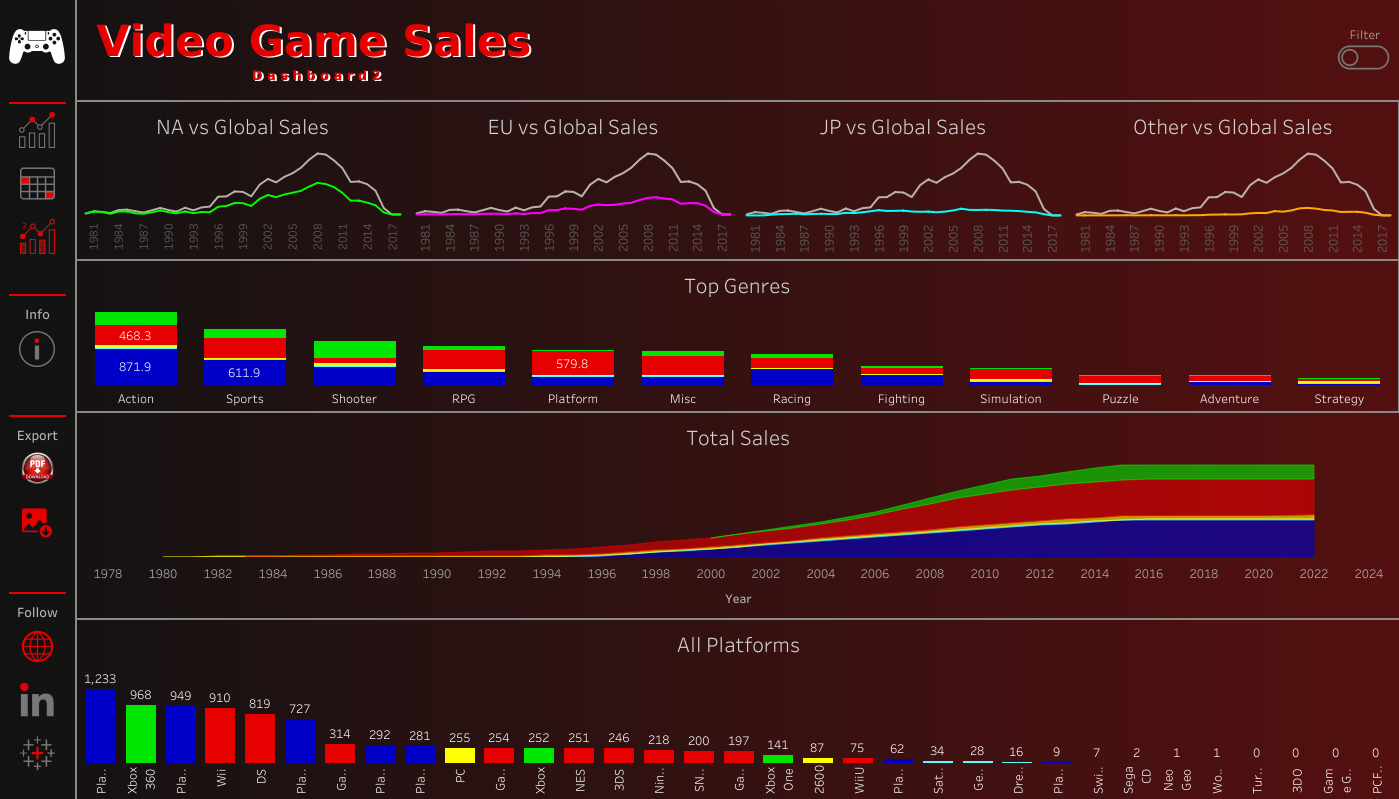 Video Game Sales
Dashboard2
Filter
NA vs Global Sales
EU vs Global Sales
JP vs Global Sales
Other vs Global Sales
1981 1984 1987 1990 1993 1996 1999 2002 2005 2008 2011 2014 2017
1981 1984 1987 1990 1993 1996 1999 2002 2005 2008 2011 2014 2017
1981 1984 1987 1990 1993 1996 1999 2002 2005 2008 2011 2014 2017
1981 1984 1987 1990 1993 1996 1999 2002 2005 2008 2011 2014 2017
Info
Top Genres
468.3
871.9
611.9
579.8
Action Sports Shooter RPG Platform Misc Racing Fighting Simulation Puzzle Adventure Strategy
Export
PDF
DOWNLOAD
Total Sales
1978 1980 1982 1984 1986 1988 1990 1992 1994 1996 1998 2000 2002 2004 2006 2008 2010 2012 2014 2016 2018 2020 2022 2024
Year
Follow
in
All Platforms
1,233 968 949 910 819 727 314 292 281 255 254 252 251 246 218 200 197 141 87 75 62 34 28 16 9 7 2 1 1 0 0 0 0
Pla..
Xbox
360
Pla..
Wii
DS
Pla..
Ga..
Pla..
Pla..
PC
Ga..
Xbox
NES
3DS
Nin..
SN..
Ga..
Xbox
One
2600
WiiU
Pla..
Sat..
Ge..
Dre..
Pla..
Swi..
Sega
CD
Neo
Geo
Wo..
Tur..
3DO
Gam
e G..
PCF..